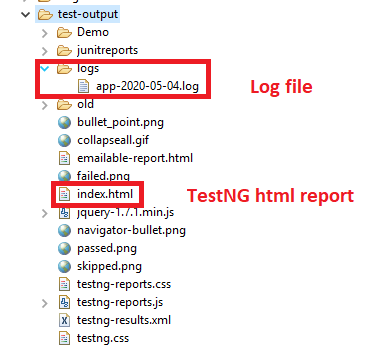 test-output
Demo
junitreports
logs
app-2020-05-04.log
Log file
old
bullet_point.png
collapseall.gif
emailable-report.html
failed.png
index.html
TestNG html report
jquery-1.7.1.min.js
navigator-bullet.png
passed.png
skipped.png
testng-reports.css
testng-reports.js
testng-results.xml
testng.css